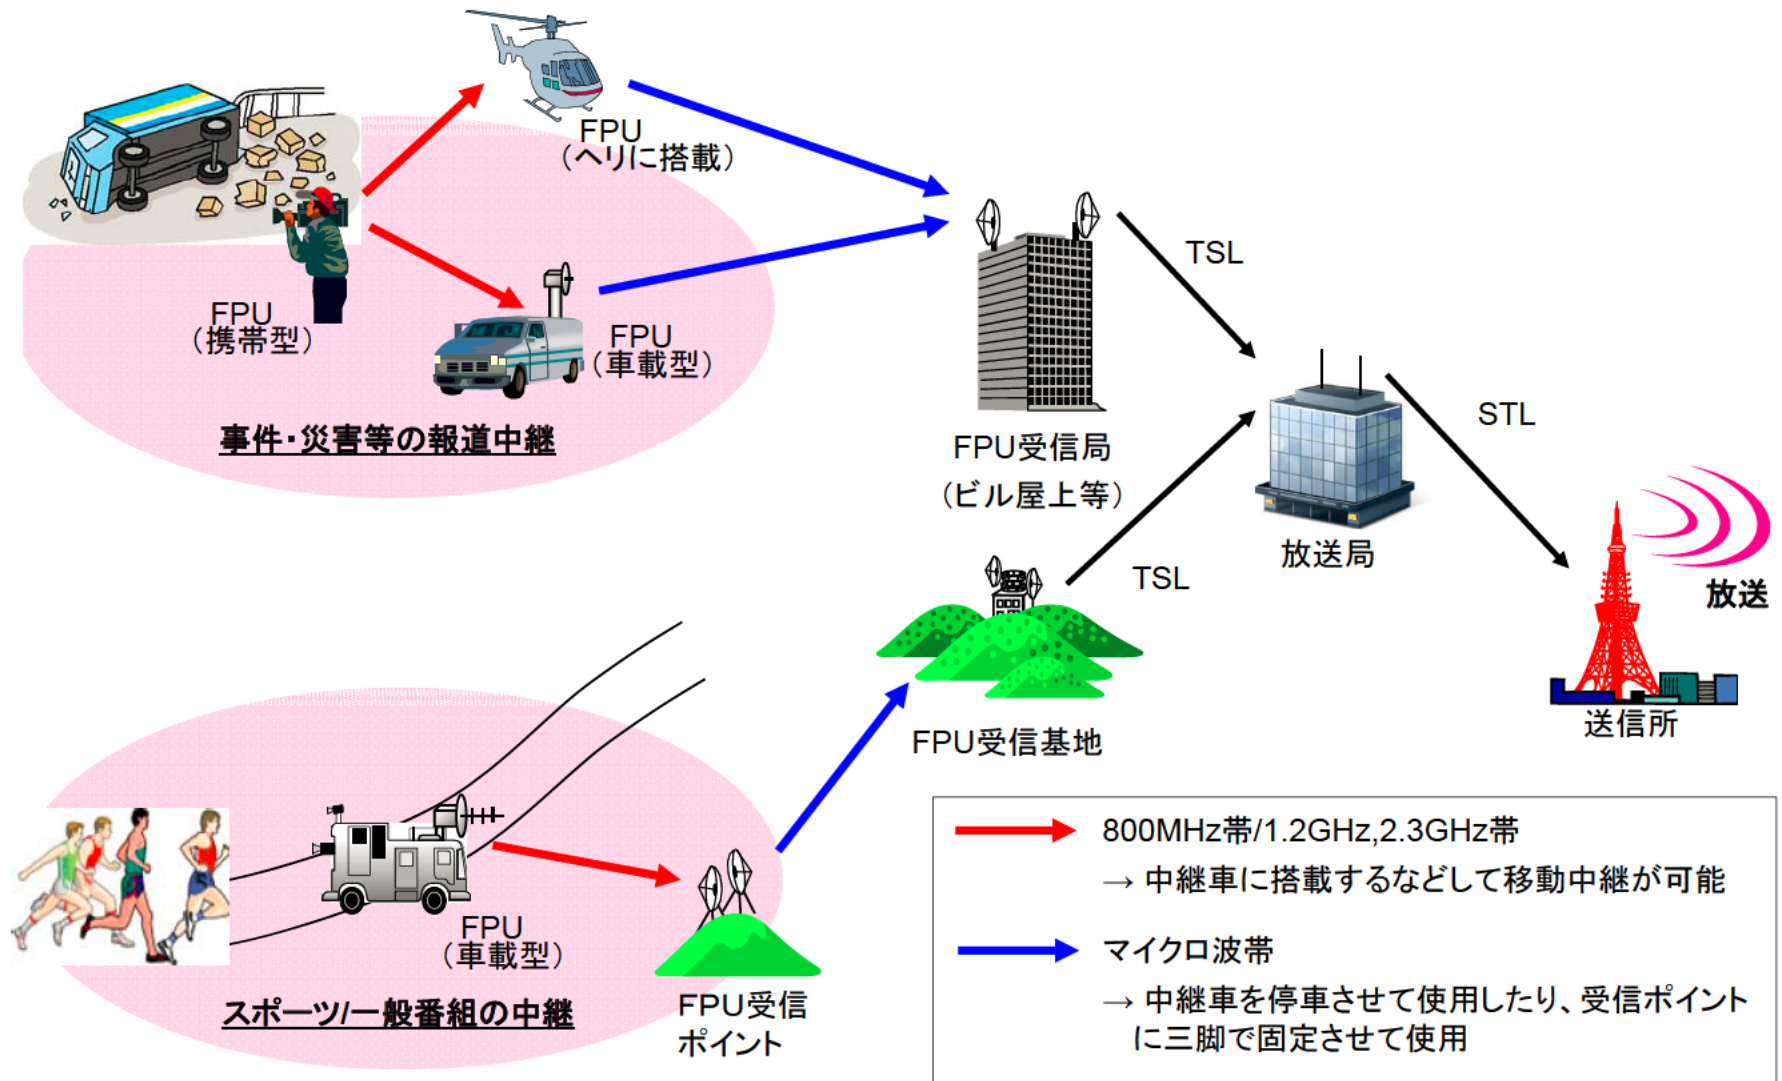 FPU
（ヘリに搭載）
FPU
（携帯型）
FPU
（車載型）
事件・災害等の報道中継
TSL
FPU受信局
（ビル屋上等）
STL
放送局
TSL
放送
送信所
FPU受信基地
FPU
（車載型）
スポーツ/一般番組の中継
FPU受信
ポイント
800MHz帯/1.2GHz,2.3GHz帯
→ 中継車に搭載するなどして移動中継が可能
マイクロ波帯
→ 中継車を停車させて使用したり、受信ポイント
に三脚で固定させて使用